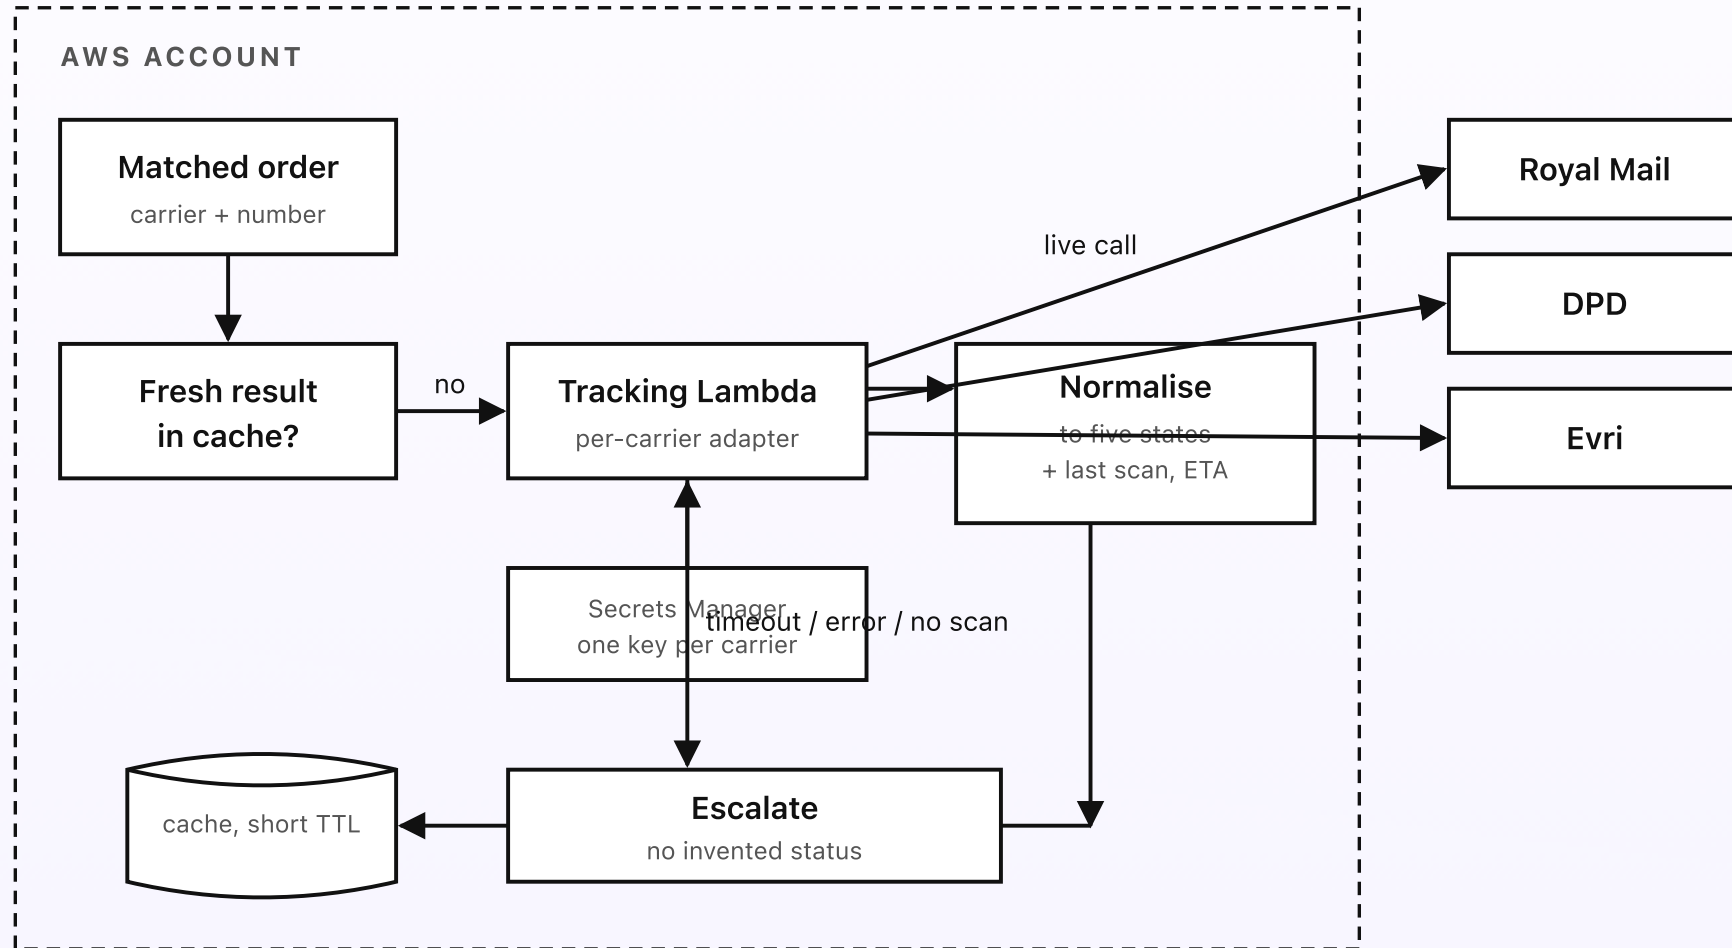 AWS ACCOUNT
Matched order
carrier + number
Royal Mail
live call
DPD
Fresh result
in cache?
no
Tracking Lambda
per-carrier adapter
Normalise
to five states
+ last scan, ETA
Evri
Secrets Manager
one key per carrier
timeout / error / no scan
cache, short TTL
Escalate
no invented status